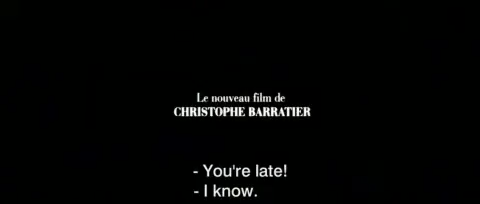 Le nouveau film de
CHRISTOPHE BARRATIER
- You're late!
- I know.